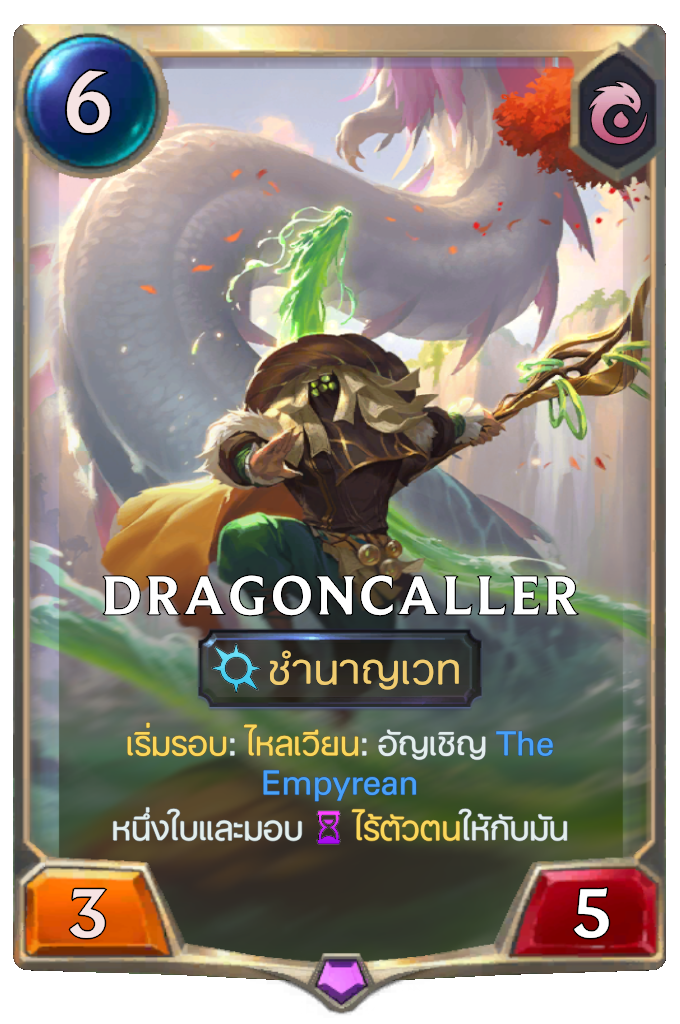 6
DRAGONCALLER
ชำนาญเวท
เริ่มรอบ: ไหลเวียน: อัญเชิญ The
Empyrean
หนึ่งใบและมอบ ไร้ตัวตนให้กับมัน
3
5